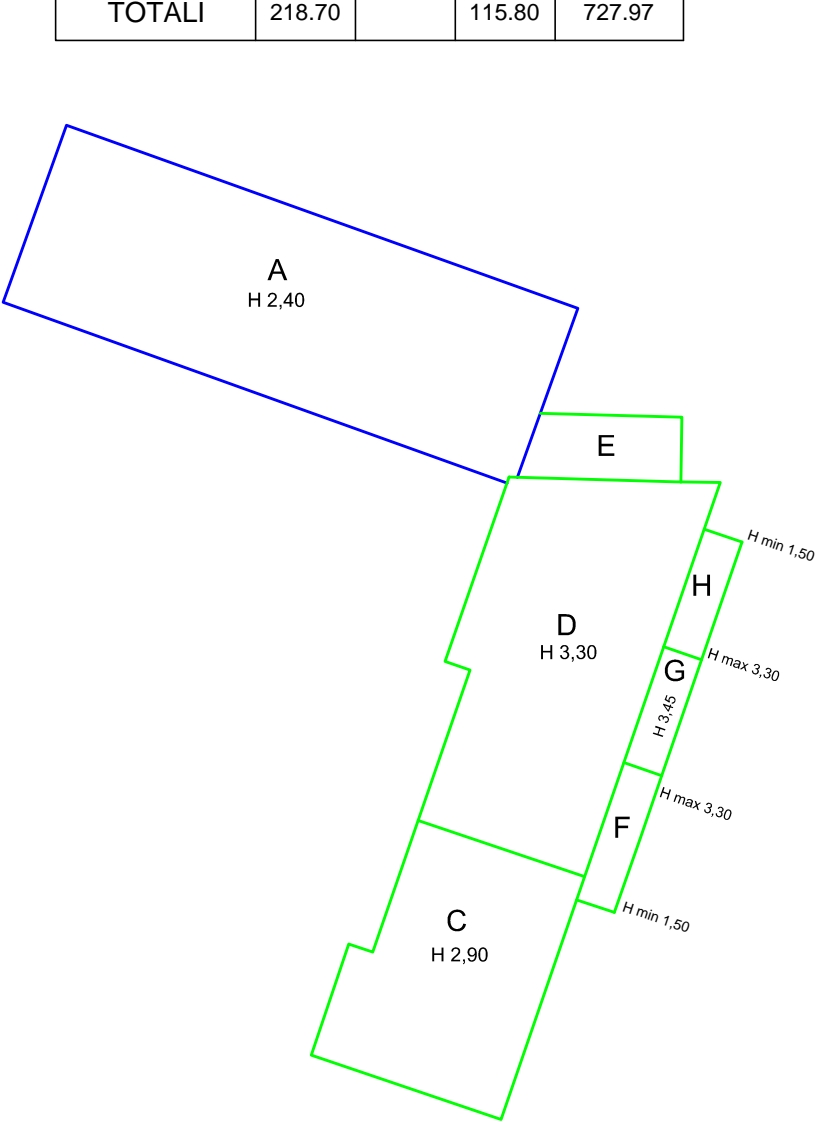 TOTALI 218.70 115.80 727.97
A
H 2,40
E
H min 1,50
H
D
H 3,30
H max 3,30
G
H 3,45
H max 3,30
F
H min 1,50
C
H 2,90